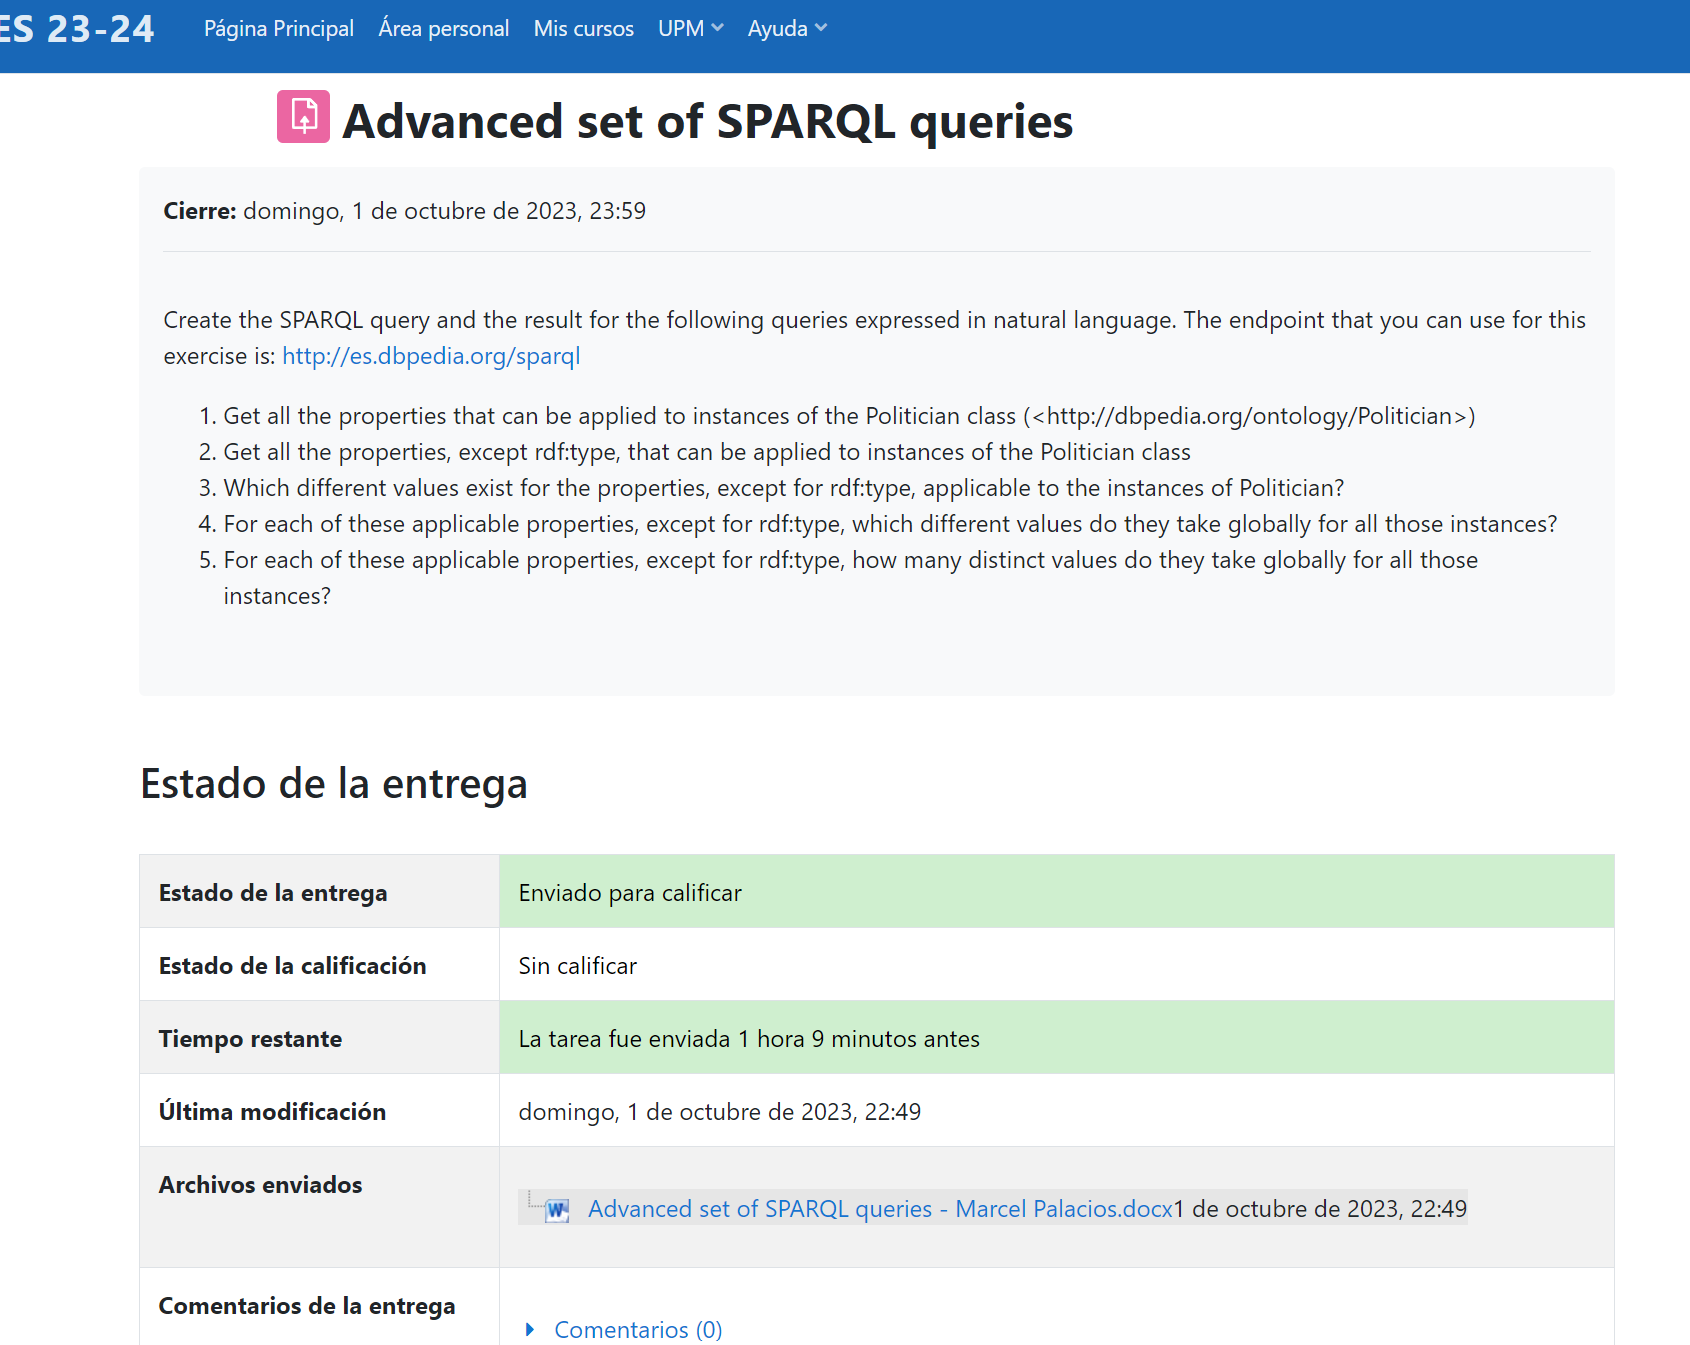 ES 23-24 Página Principal Área personal Mis cursos UPM Ayuda
Advanced set of SPARQL queries
Cierre: domingo, 1 de octubre de 2023, 23:59
Create the SPARQL query and the result for the following queries expressed in natural language. The endpoint that you can use for this
exercise is: http://es.dbpedia.org/sparql
1. Get all the properties that can be applied to instances of the Politician class (<http://dbpedia.org/ontology/Politician>)
2. Get all the properties, except rdf:type, that can be applied to instances of the Politician class
3. Which different values exist for the properties, except for rdf:type, applicable to the instances of Politician?
4. For each of these applicable properties, except for rdf:type, which different values do they take globally for all those instances?
5. For each of these applicable properties, except for rdf:type, how many distinct values do they take globally for all those
instances?
Estado de la entrega
Estado de la entrega Enviado para calificar
Estado de la calificación Sin calificar
Tiempo restante La tarea fue enviada 1 hora 9 minutos antes
Última modificación domingo, 1 de octubre de 2023, 22:49
Archivos enviados
Advanced set of SPARQL queries - Marcel Palacios.docx1 de octubre de 2023, 22:49
Comentarios de la entrega
Comentarios (0)